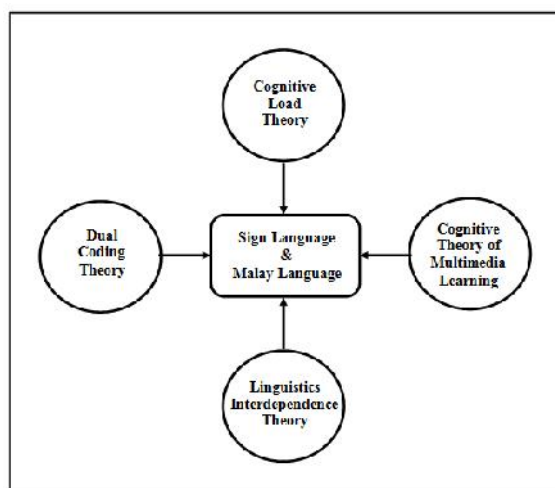 Cognitive
Load
Theory
Dual
Coding
Theory
Sign Language
&
Malay Language
Cognitive
Theory of
Multimedia
Learning
Linguistics
Interdependence
Theory